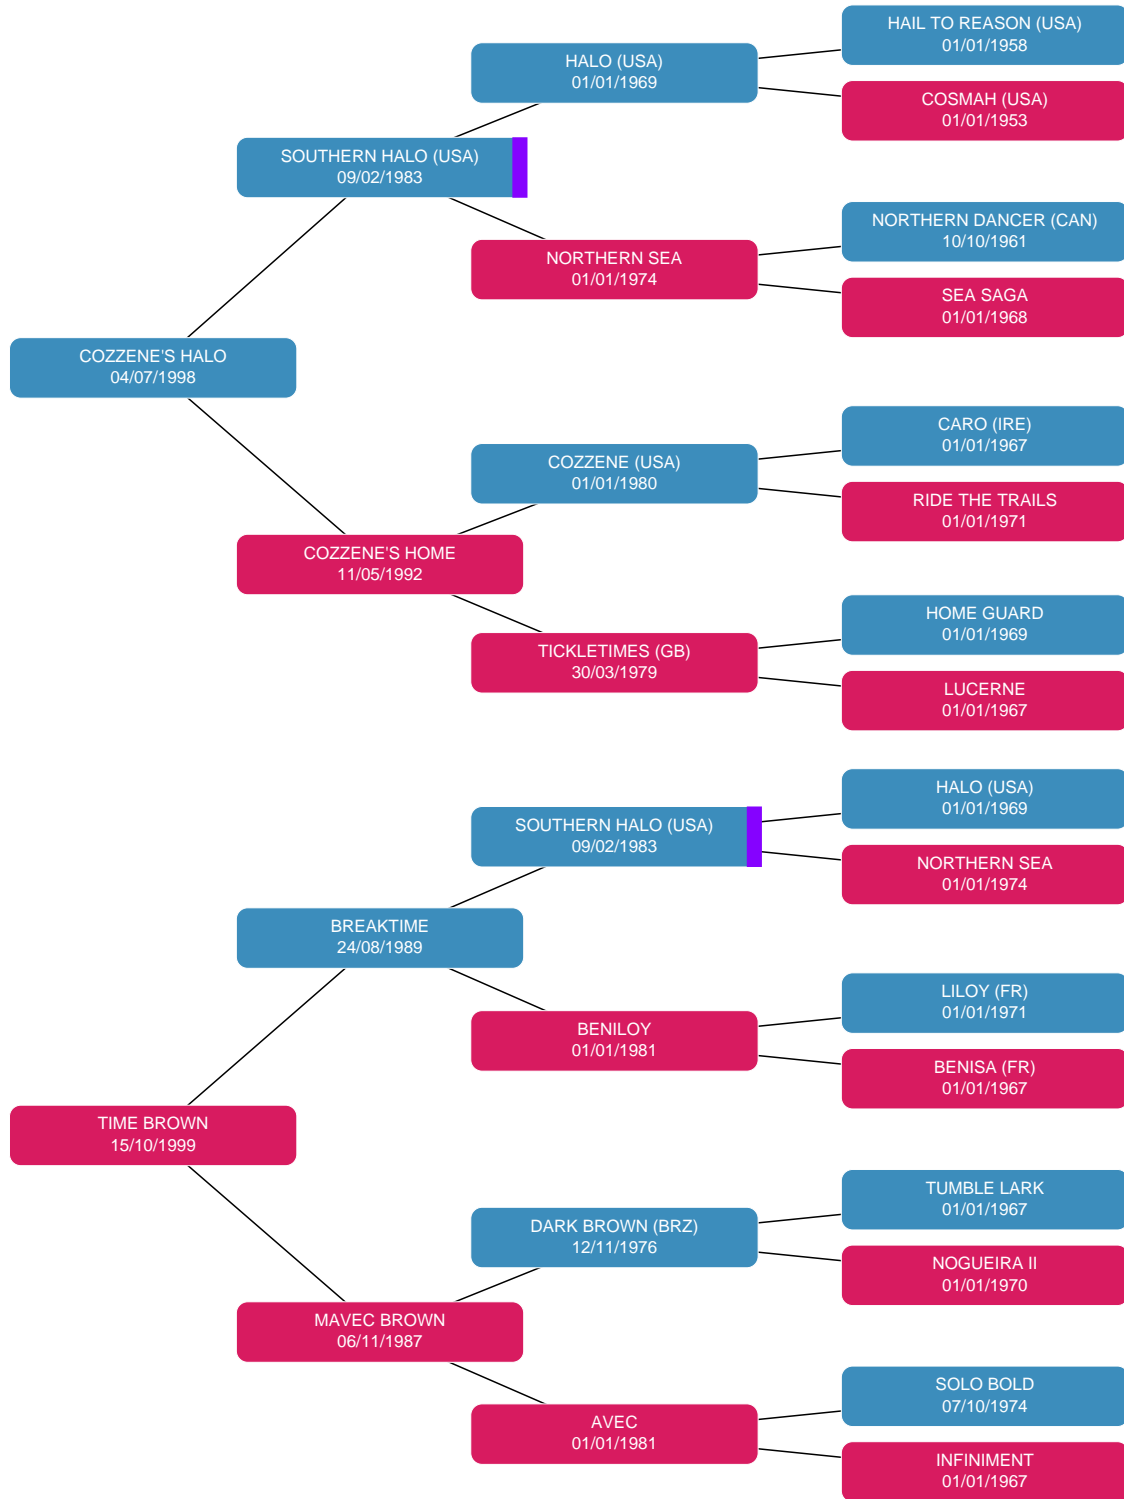 HAIL TO REASON (USA)
01/01/1958
HALO (USA)
01/01/1969
COSMAH (USA)
01/01/1953
SOUTHERN HALO (USA)
09/02/1983
NORTHERN DANCER (CAN)
10/10/1961
NORTHERN SEA
01/01/1974
SEA SAGA
01/01/1968
COZZENE'S HALO
04/07/1998
CARO (IRE)
01/01/1967
COZZENE (USA)
01/01/1980
RIDE THE TRAILS
01/01/1971
COZZENE'S HOME
11/05/1992
HOME GUARD
01/01/1969
TICKLETIMES (GB)
30/03/1979
LUCERNE
01/01/1967
HALO (USA)
01/01/1969
SOUTHERN HALO (USA)
09/02/1983
NORTHERN SEA
01/01/1974
BREAKTIME
24/08/1989
LILOY (FR)
01/01/1971
BENILOY
01/01/1981
BENISA (FR)
01/01/1967
TIME BROWN
15/10/1999
TUMBLE LARK
01/01/1967
DARK BROWN (BRZ)
12/11/1976
NOGUEIRA II
01/01/1970
MAVEC BROWN
06/11/1987
SOLO BOLD
07/10/1974
AVEC
01/01/1981
INFINIMENT
01/01/1967